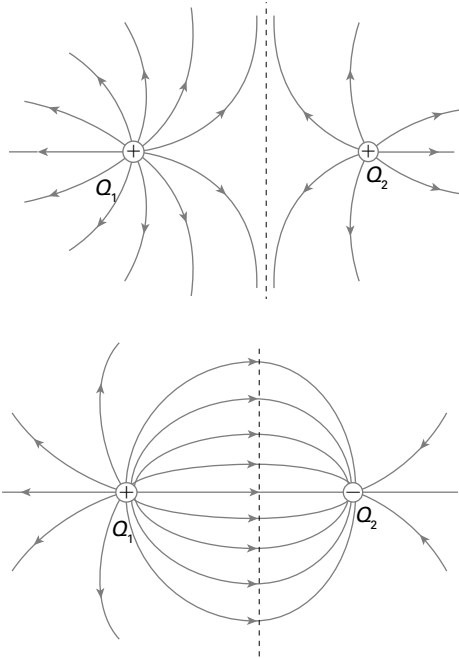 + +
Q₁ Q₂
+ −
Q₁ Q₂